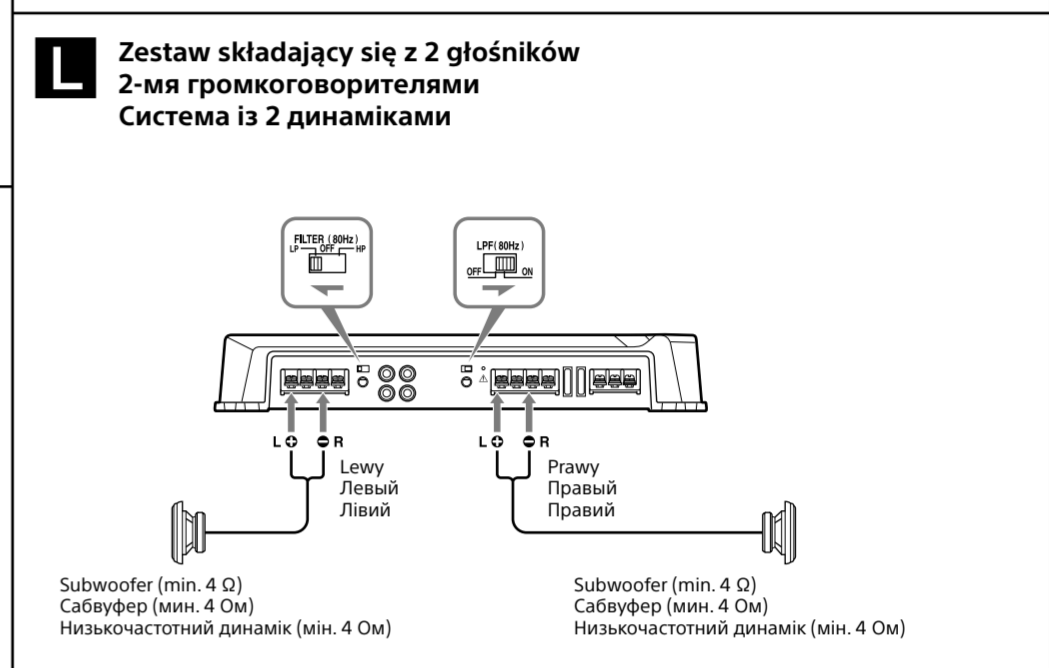 L
Zestaw składający się z 2 głośników
2-мя громкоговорителями
Система із 2 динаміками
FILTER (80Hz)
LP OFF HP
LPF(80Hz)
OFF ON
L + - R
Lewy
Левый
Лівий
L + - R
Prawy
Правый
Правий
Subwoofer (min. 4 Ω)
Сабвуфер (мин. 4 Ом)
Низькочастотний динамік (мін. 4 Ом)
Subwoofer (min. 4 Ω)
Сабвуфер (мин. 4 Ом)
Низькочастотний динамік (мін. 4 Ом)